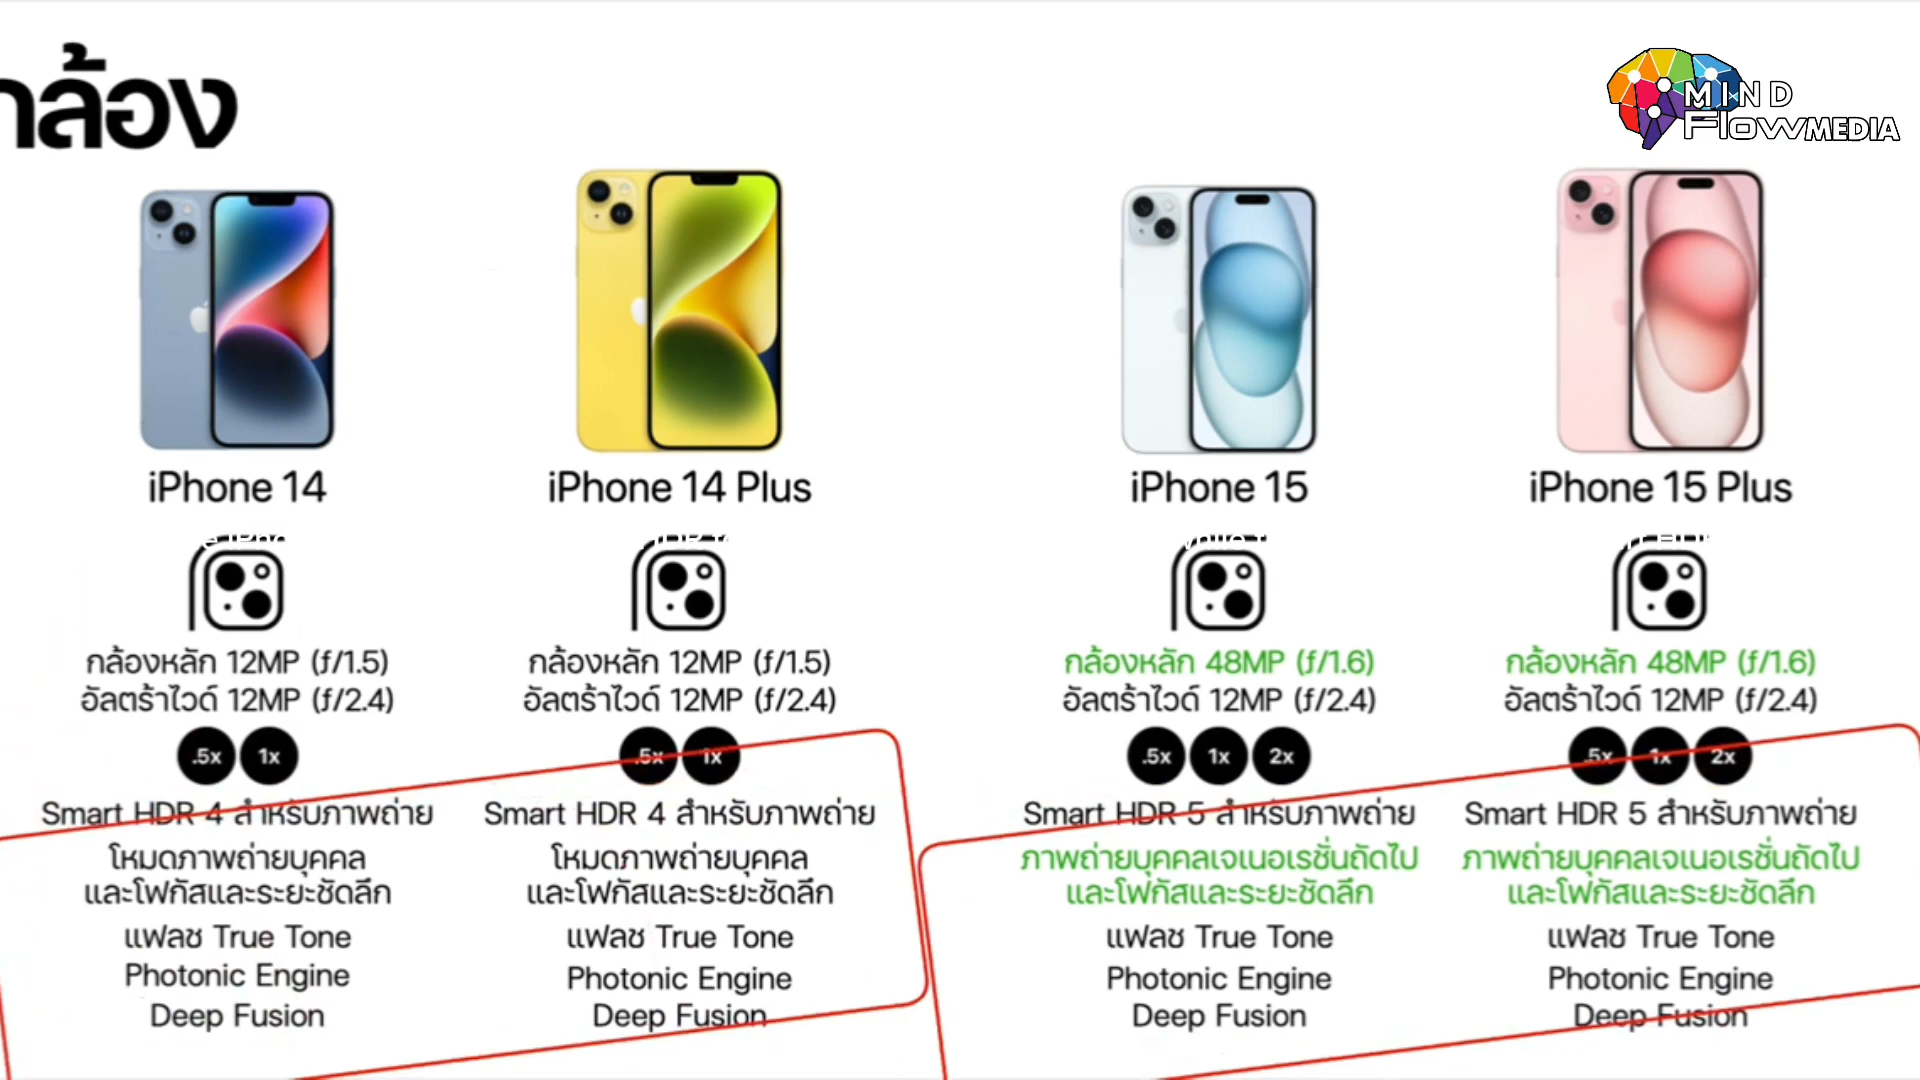 กล้อง
MIND
Flow MEDIA
iPhone 14
iPhone 14 Plus
iPhone 15
iPhone 15 Plus
กล้องหลัก 12MP (ƒ/1.5)
อัลตร้าไวด์ 12MP (ƒ/2.4)
.5x 1x
Smart HDR 4 สำหรับภาพถ่าย
โหมดภาพถ่ายบุคคล
และโฟกัสและระยะชัดลึก
แฟลช True Tone
Photonic Engine
Deep Fusion
กล้องหลัก 12MP (ƒ/1.5)
อัลตร้าไวด์ 12MP (ƒ/2.4)
.5x 1x
Smart HDR 4 สำหรับภาพถ่าย
โหมดภาพถ่ายบุคคล
และโฟกัสและระยะชัดลึก
แฟลช True Tone
Photonic Engine
Deep Fusion
กล้องหลัก 48MP (ƒ/1.6)
อัลตร้าไวด์ 12MP (ƒ/2.4)
.5x 1x 2x
Smart HDR 5 สำหรับภาพถ่าย
ภาพถ่ายบุคคลเจเนอเรชั่นถัดไป
และโฟกัสและระยะชัดลึก
แฟลช True Tone
Photonic Engine
Deep Fusion
กล้องหลัก 48MP (ƒ/1.6)
อัลตร้าไวด์ 12MP (ƒ/2.4)
.5x 1x 2x
Smart HDR 5 สำหรับภาพถ่าย
ภาพถ่ายบุคคลเจเนอเรชั่นถัดไป
และโฟกัสและระยะชัดลึก
แฟลช True Tone
Photonic Engine
Deep Fusion